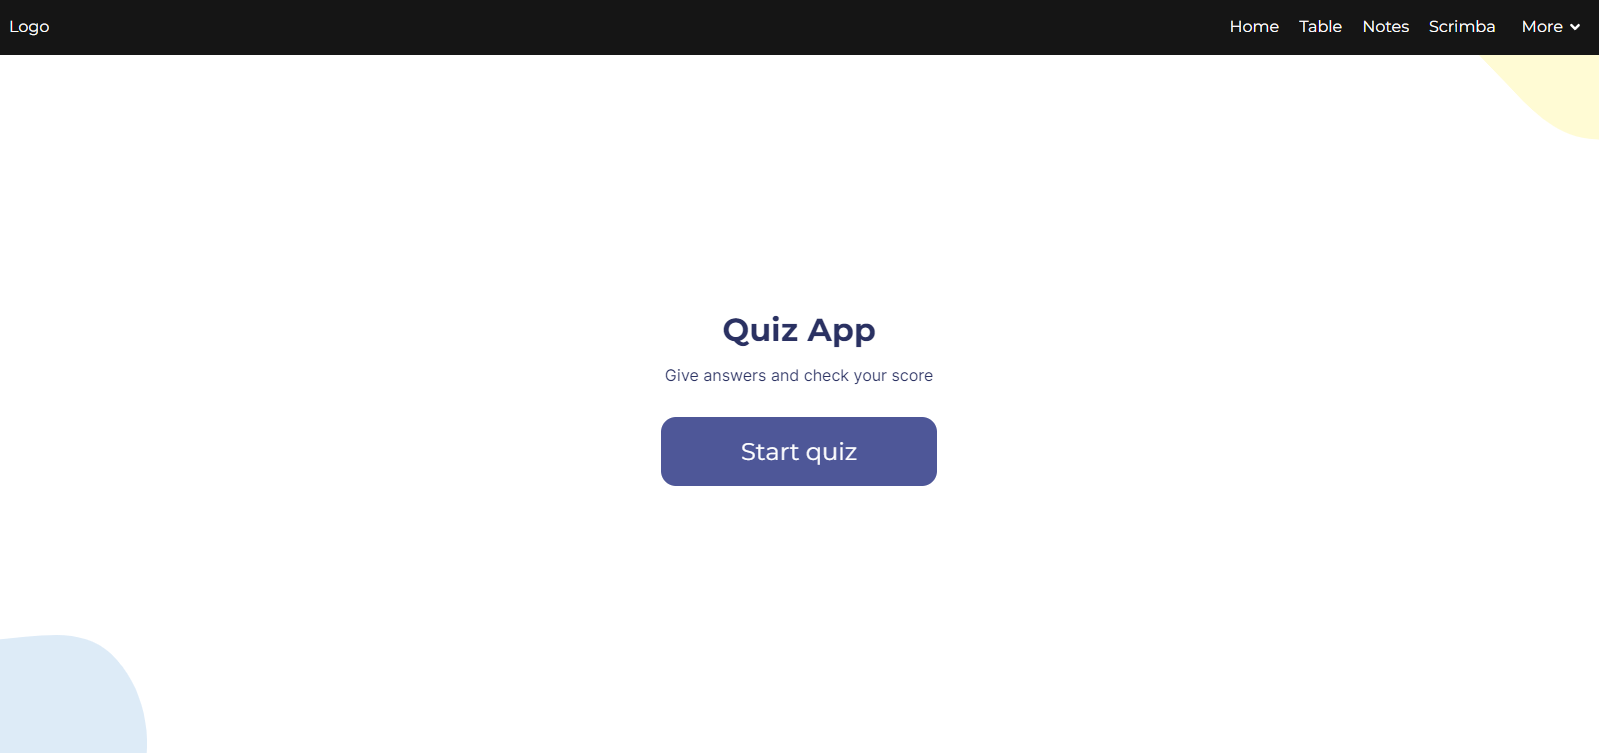 Logo Home Table Notes Scrimba More
Quiz App
Give answers and check your score
Start quiz